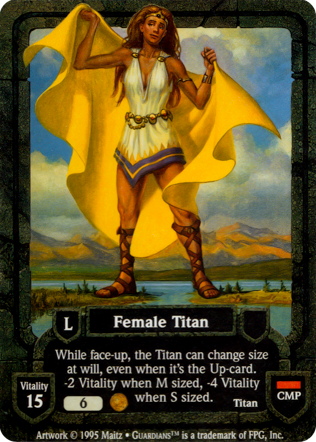 L
Female Titan
While face-up, the Titan can change size
at will, even when it's the Up-card.
-2 Vitality when M sized, -4 Vitality
when S sized.
Vitality
15
6
Titan
CMP
Artwork © 1995 Maitz • GUARDIANS™ is a trademark of FPG, Inc.